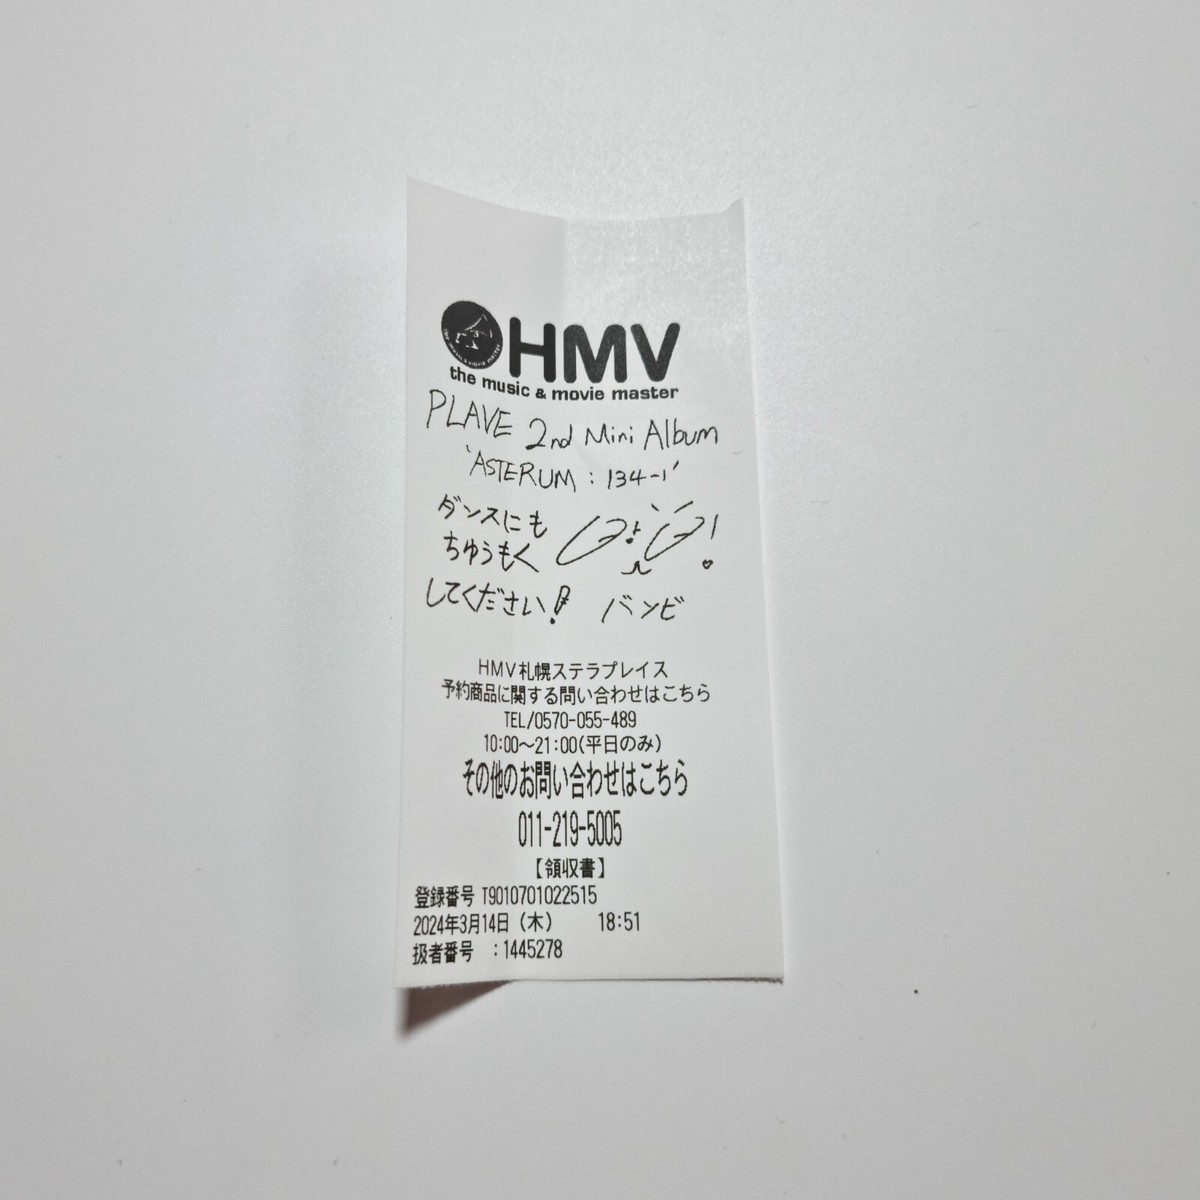 HMV
the music & movie master
PLAVE 2nd Mini Album
'ASTERUM : 134-1'
ダンスにも
ちゅうもく
してください!
バンビ
HMV札幌ステラプレイス
予約商品に関する問い合わせはこちら
TEL/0570-055-489
10:00～21:00(平日のみ)
その他のお問い合わせはこちら
011-219-5005
【領収書】
登録番号 T9010701022515
2024年3月14日（木） 18:51
扱者番号 :1445278